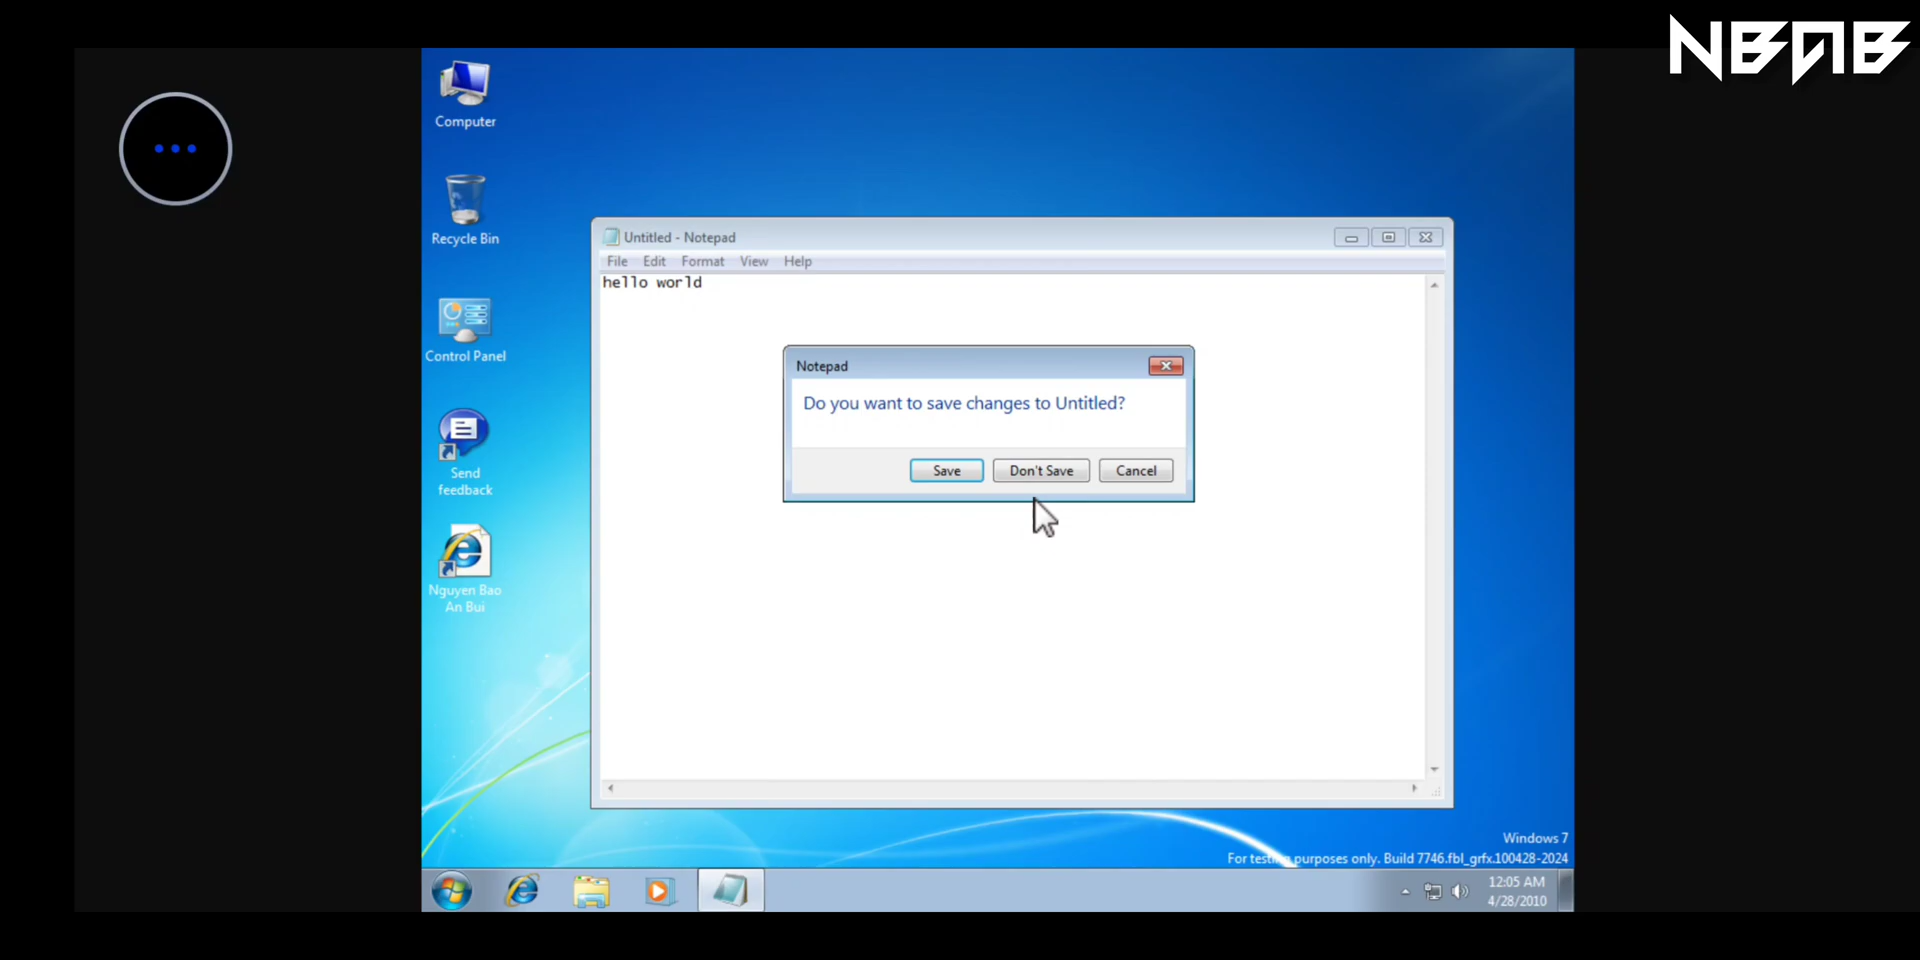 NBAB
Computer
Recycle Bin
Control Panel
Send
feedback
Nguyen Bao
An Bui
Untitled - Notepad
File Edit Format View Help
hello world
Notepad
Do you want to save changes to Untitled?
Save Don't Save Cancel
Windows 7
For testing purposes only. Build 7746.fbl_grfx.100428-2024
12:05 AM
4/28/2010